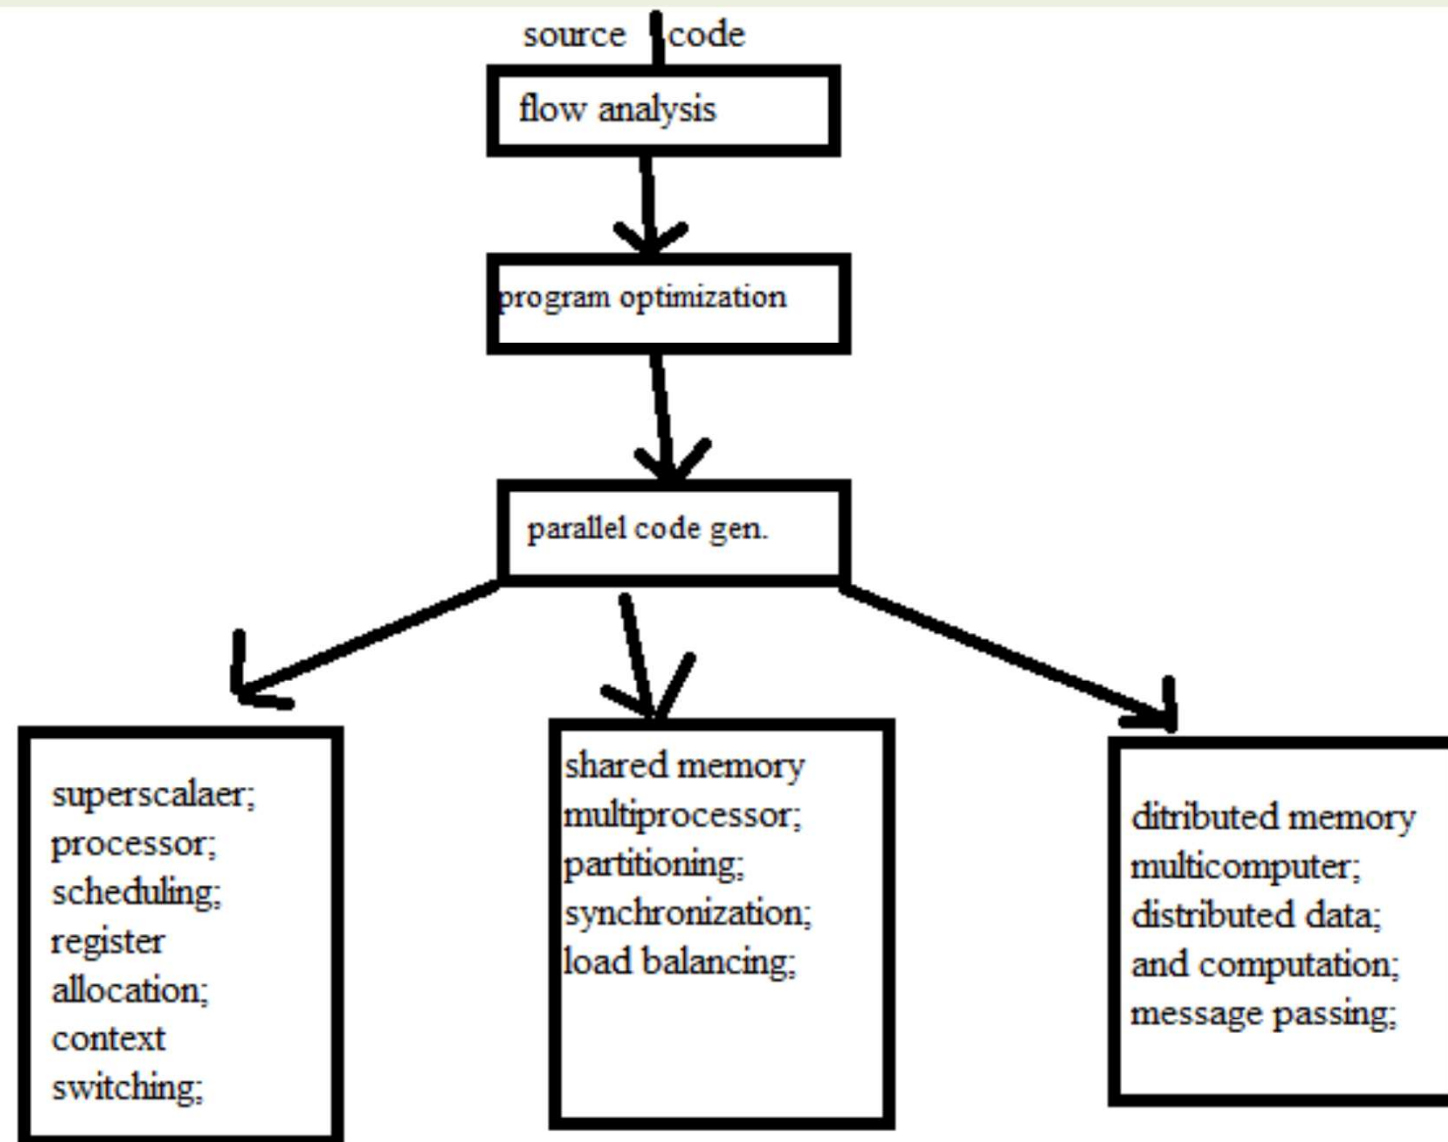 source code
flow analysis
program optimization
parallel code gen.
superscalaer;
processor;
scheduling;
register
allocation;
context
switching;
shared memory
multiprocessor;
partitioning;
synchronization;
load balancing;
ditributed memory
multicomputer;
distributed data;
and computation;
message passing;